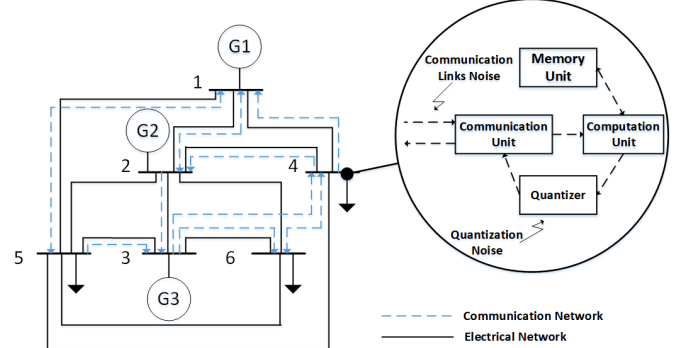 G1
1
G2
2
4
5
3
6
G3
Communication
Links Noise
Memory
Unit
Communication
Unit
Computation
Unit
Quantizer
Quantization
Noise
Communication Network
Electrical Network